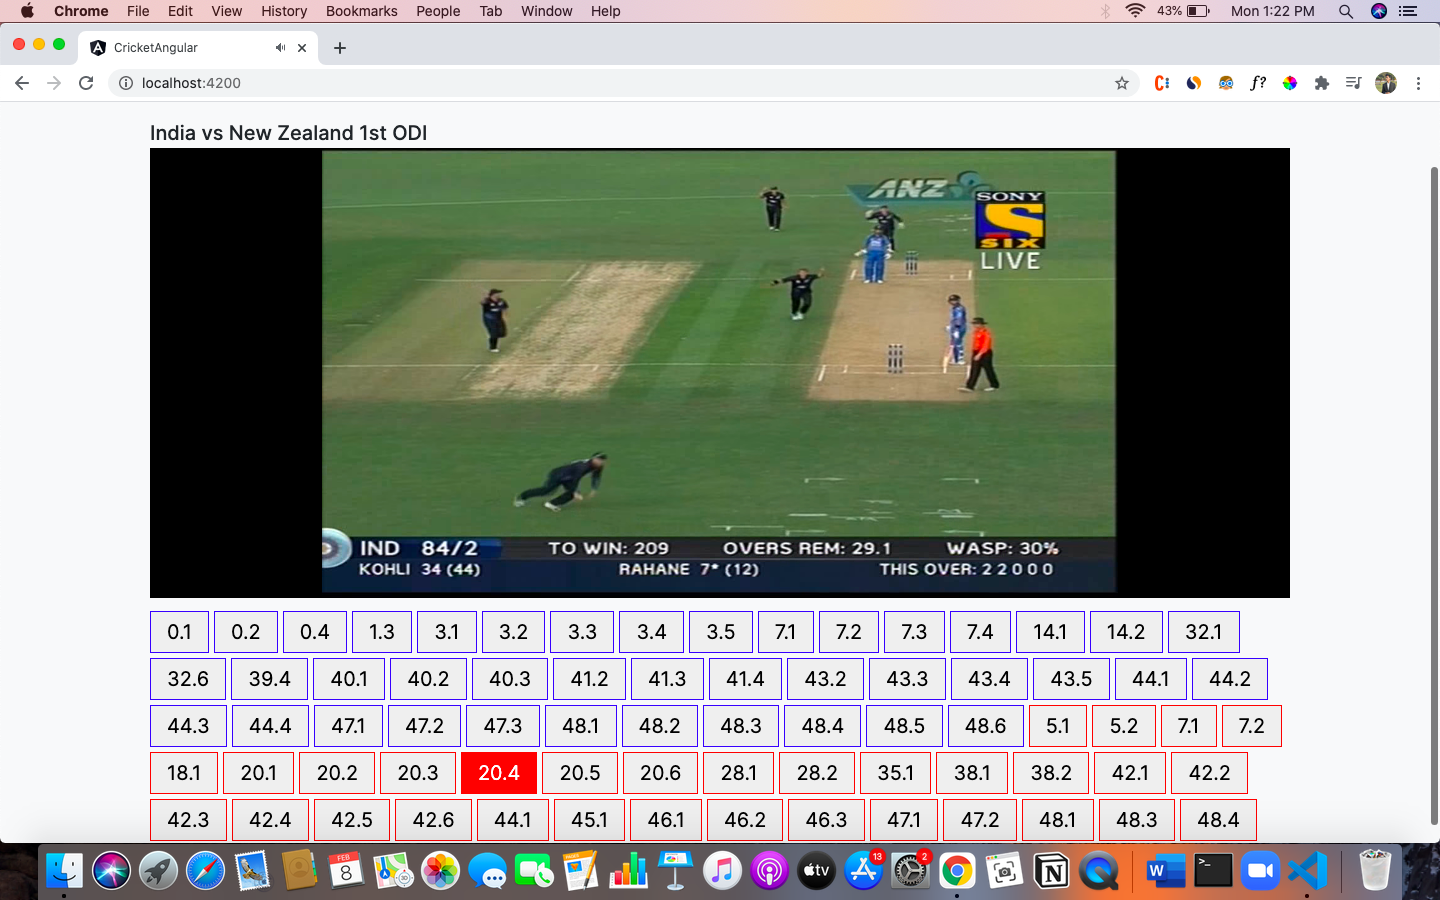 Chrome File Edit View History Bookmarks People Tab Window Help 43% Mon 1:22 PM
CricketAngular
localhost:4200
C: f?
India vs New Zealand 1st ODI
ANZ
SONY
S
SIX
LIVE
IND 84/2 TO WIN: 209 OVERS REM: 29.1 WASP: 30%
KOHLI 34 (44) RAHANE 7* (12) THIS OVER: 2 2 0 0 0
0.1 0.2 0.4 1.3 3.1 3.2 3.3 3.4 3.5 7.1 7.2 7.3 7.4 14.1 14.2 32.1
32.6 39.4 40.1 40.2 40.3 41.2 41.3 41.4 43.2 43.3 43.4 43.5 44.1 44.2
44.3 44.4 47.1 47.2 47.3 48.1 48.2 48.3 48.4 48.5 48.6 5.1 5.2 7.1 7.2
18.1 20.1 20.2 20.3 20.4 20.5 20.6 28.1 28.2 35.1 38.1 38.2 42.1 42.2
42.3 42.4 42.5 42.6 44.1 45.1 46.1 46.2 46.3 47.1 47.2 48.1 48.3 48.4
FEB
8
PAGES
tv
13
2
N
W
>_